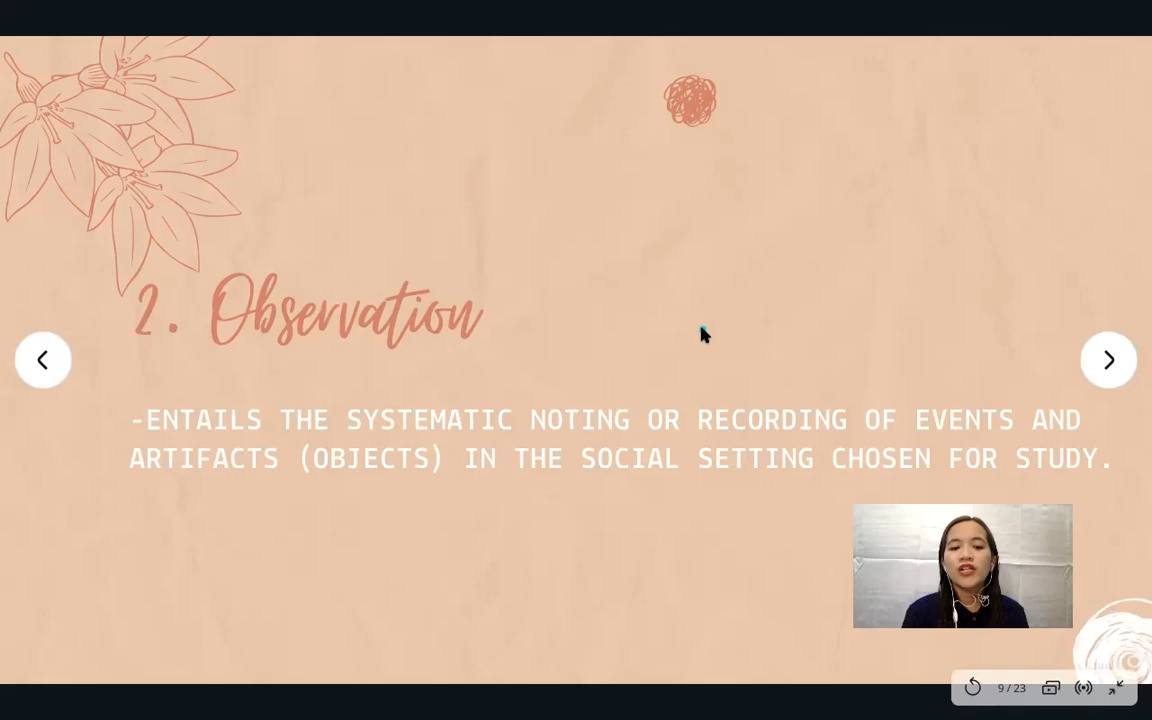 2. Observation
-ENTAILS THE SYSTEMATIC NOTING OR RECORDING OF EVENTS AND
ARTIFACTS (OBJECTS) IN THE SOCIAL SETTING CHOSEN FOR STUDY.
9 / 23